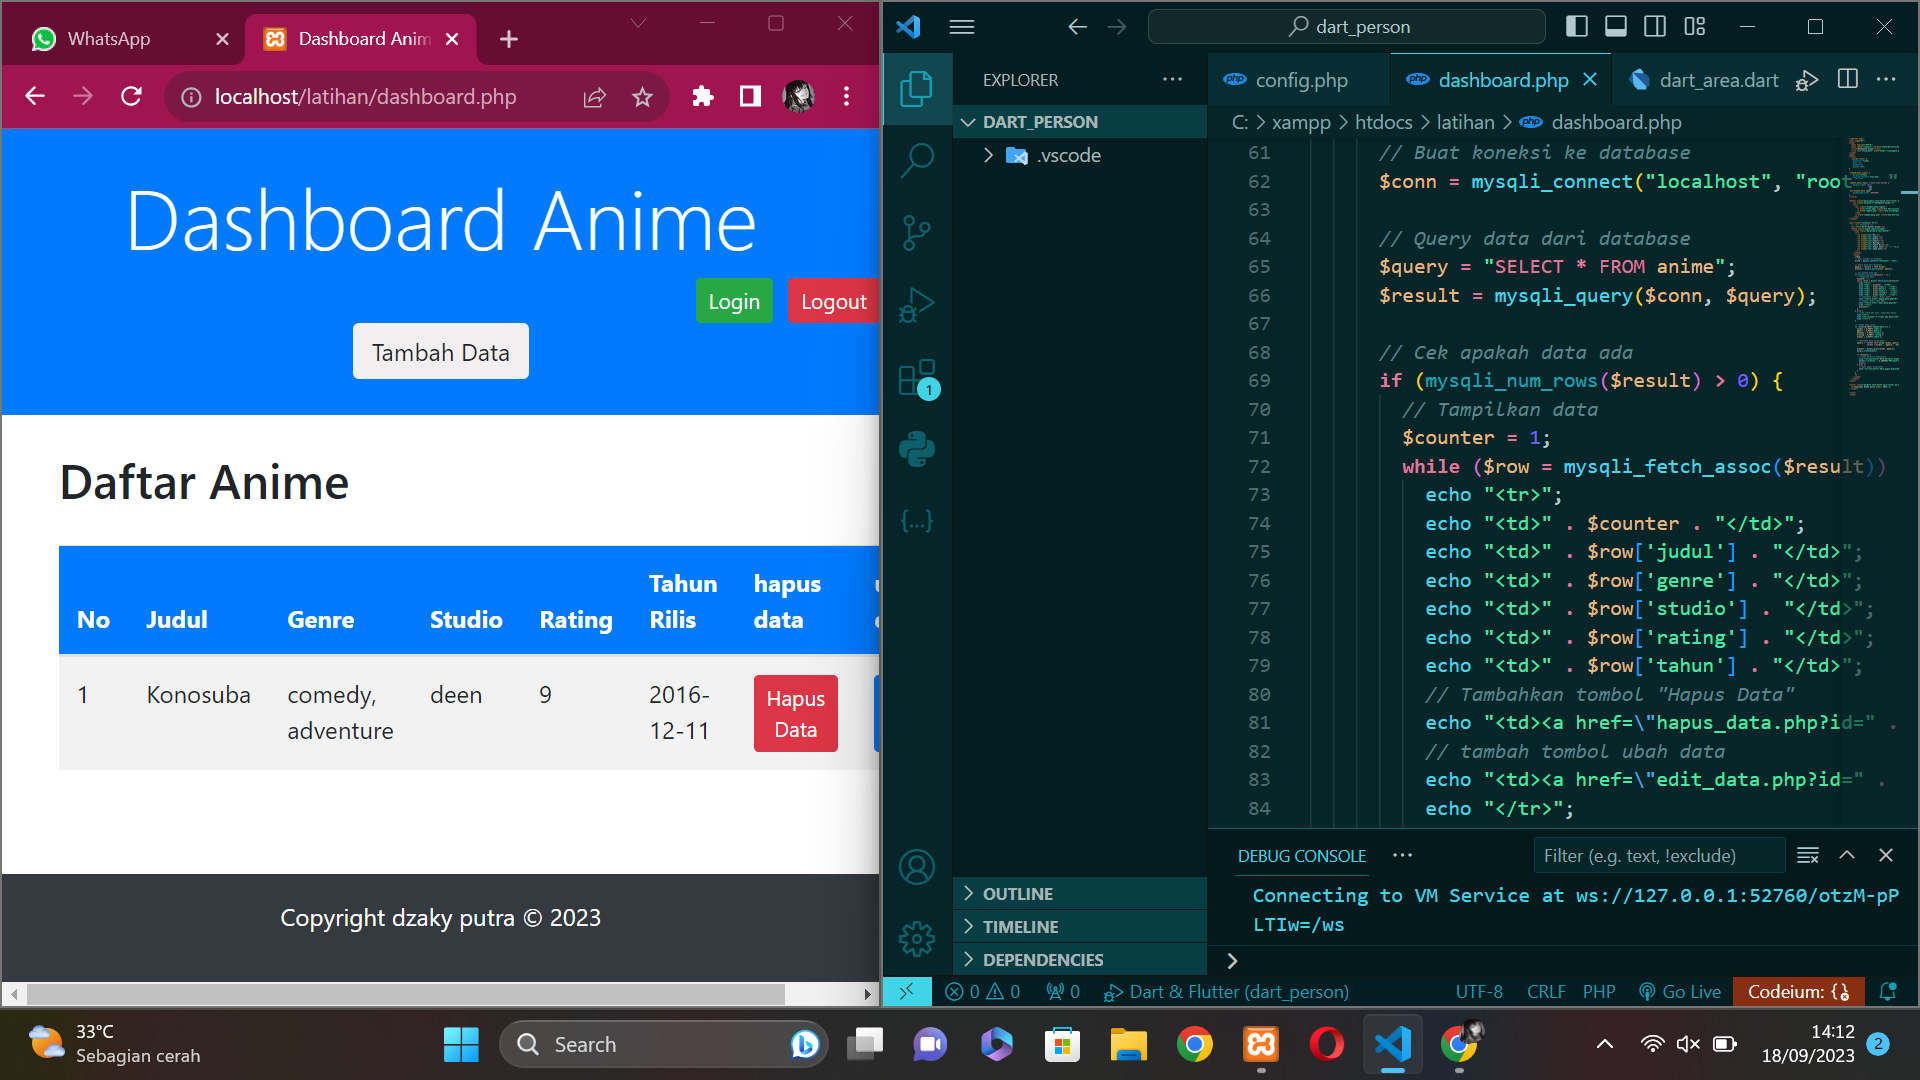 WhatsApp
Dashboard Anim
localhost/latihan/dashboard.php
Dashboard Anime
Login
Logout
Tambah Data
Daftar Anime
No
Judul
Genre
Studio
Rating
Tahun
Rilis
hapus
data
1
Konosuba
comedy,
adventure
deen
9
2016-
12-11
Hapus
Data
Copyright dzaky putra © 2023
dart_person
EXPLORER
DART_PERSON
.vscode
OUTLINE
TIMELINE
DEPENDENCIES
1
config.php
dashboard.php
dart_area.dart
C: > xampp > htdocs > latihan > dashboard.php
61 // Buat koneksi ke database
62 $conn = mysqli_connect("localhost", "root", "
63
64 // Query data dari database
65 $query = "SELECT * FROM anime";
66 $result = mysqli_query($conn, $query);
67
68 // Cek apakah data ada
69 if (mysqli_num_rows($result) > 0) {
70 // Tampilkan data
71 $counter = 1;
72 while ($row = mysqli_fetch_assoc($result))
73 echo "<tr>";
74 echo "<td>" . $counter . "</td>";
75 echo "<td>" . $row['judul'] . "</td>";
76 echo "<td>" . $row['genre'] . "</td>";
77 echo "<td>" . $row['studio'] . "</td>";
78 echo "<td>" . $row['rating'] . "</td>";
79 echo "<td>" . $row['tahun'] . "</td>";
80 // Tambahkan tombol "Hapus Data"
81 echo "<td><a href=\"hapus_data.php?id=" .
82 // tambah tombol ubah data
83 echo "<td><a href=\"edit_data.php?id=" .
84 echo "</tr>";
DEBUG CONSOLE
Filter (e.g. text, !exclude)
Connecting to VM Service at ws://127.0.0.1:52760/otzM-pP
LTIw=/ws
0 0 0 Dart & Flutter (dart_person) UTF-8 CRLF PHP Go Live Codeium: {}
33°C
Sebagian cerah
Search
14:12
18/09/2023
2